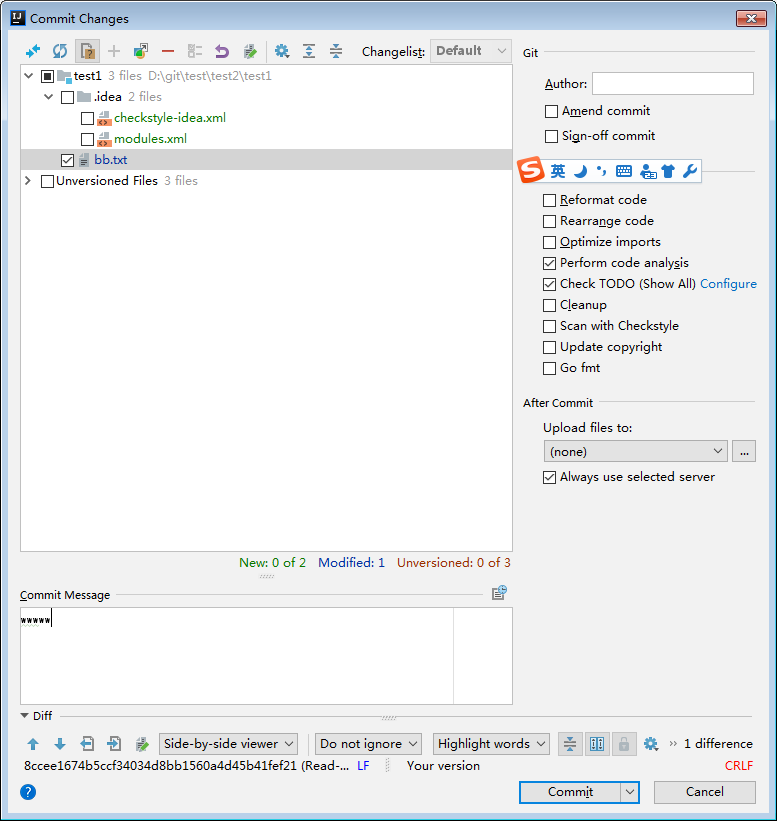 Commit Changes
Changelist: Default
test1 3 files D:\git\test\test2\test1
.idea 2 files
checkstyle-idea.xml
modules.xml
bb.txt
Unversioned Files 3 files
New: 0 of 2 Modified: 1 Unversioned: 0 of 3
Commit Message
wwwww
Git
Author:
Amend commit
Sign-off commit
S 英
Reformat code
Rearrange code
Optimize imports
Perform code analysis
Check TODO (Show All) Configure
Cleanup
Scan with Checkstyle
Update copyright
Go fmt
After Commit
Upload files to:
(none) ...
Always use selected server
Diff
Side-by-side viewer Do not ignore Highlight words 1 difference
8ccee1674b5ccf34034d8bb1560a4d45b41fef21 (Read-... LF Your version CRLF
? Commit Cancel